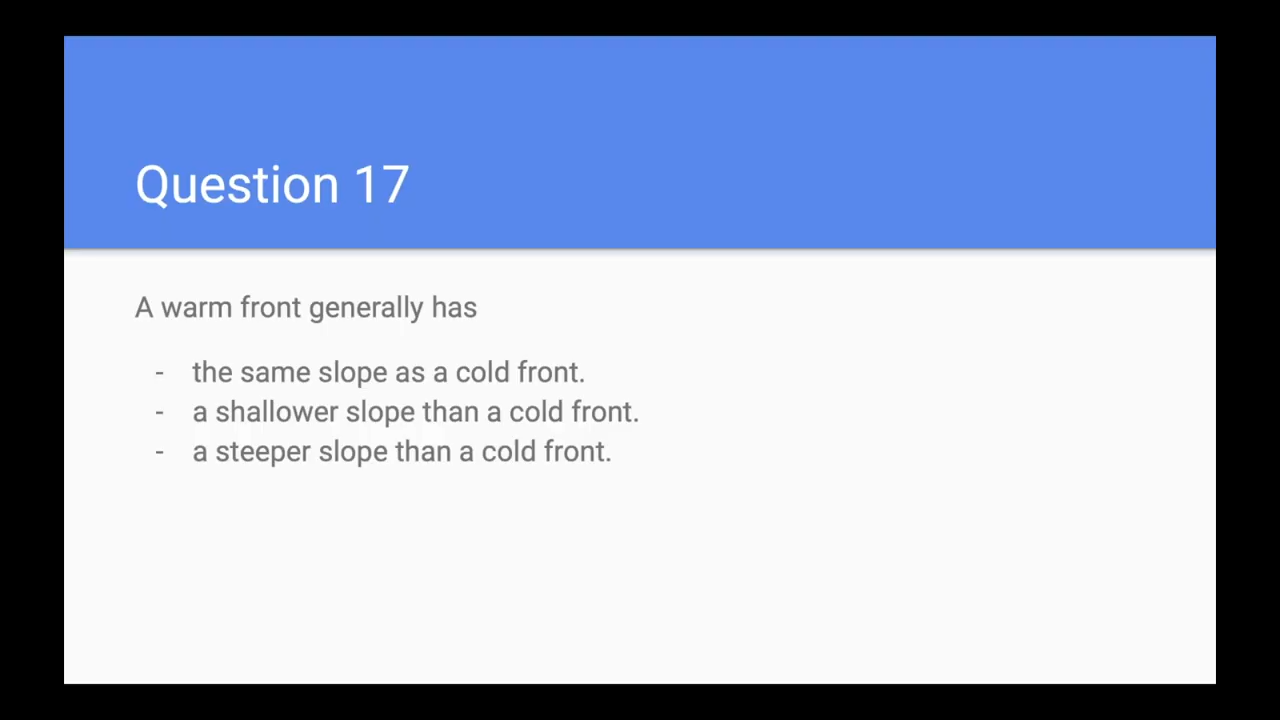 Question 17
A warm front generally has
- the same slope as a cold front.
- a shallower slope than a cold front.
- a steeper slope than a cold front.